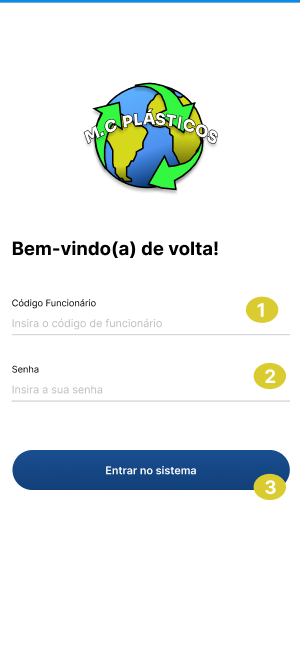 M.C PLÁSTICOS
Bem-vindo(a) de volta!
Código Funcionário
1
Insira o código de funcionário
Senha
2
Insira a sua senha
Entrar no sistema
3